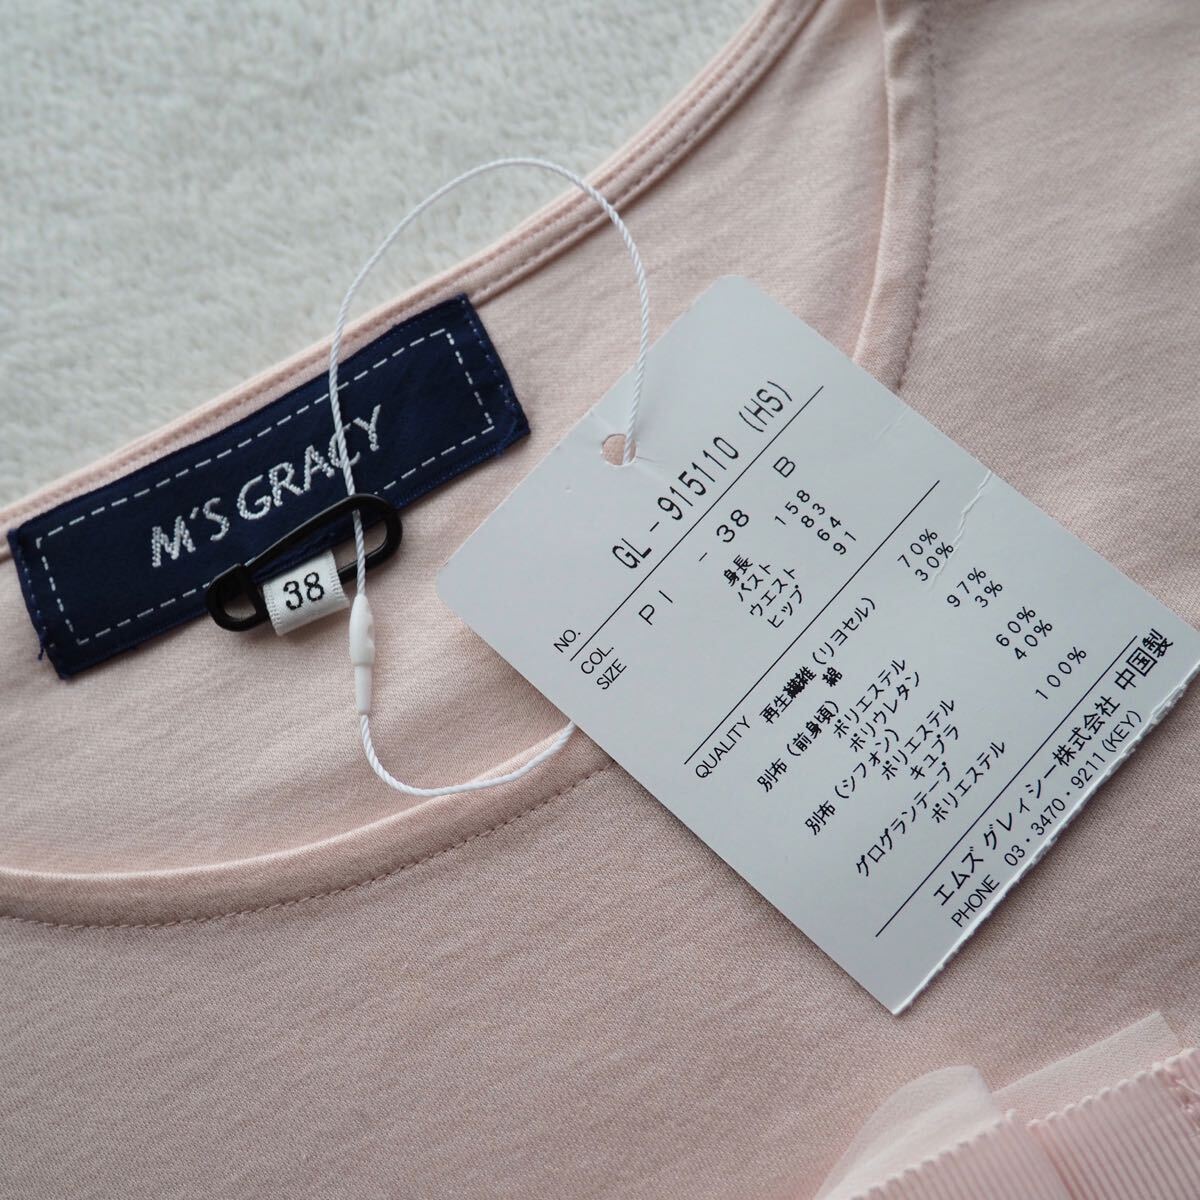 M'S GRACY
38
NO. GL-915110 (HS)
COL. PI
SIZE - 38 B
身長 158
バスト 83
ウエスト 64
ヒップ 91
QUALITY 再生繊維 (リヨセル) 70%
綿 30%
別布 (前身頃)
ポリエステル 97%
ポリウレタン 3%
別布 (シフォン)
ポリエステル 60%
キュプラ 40%
グログランテープ
ポリエステル 100%
エムズ グレィシー株式会社 中国製
PHONE 03・3470・9211 (KEY)